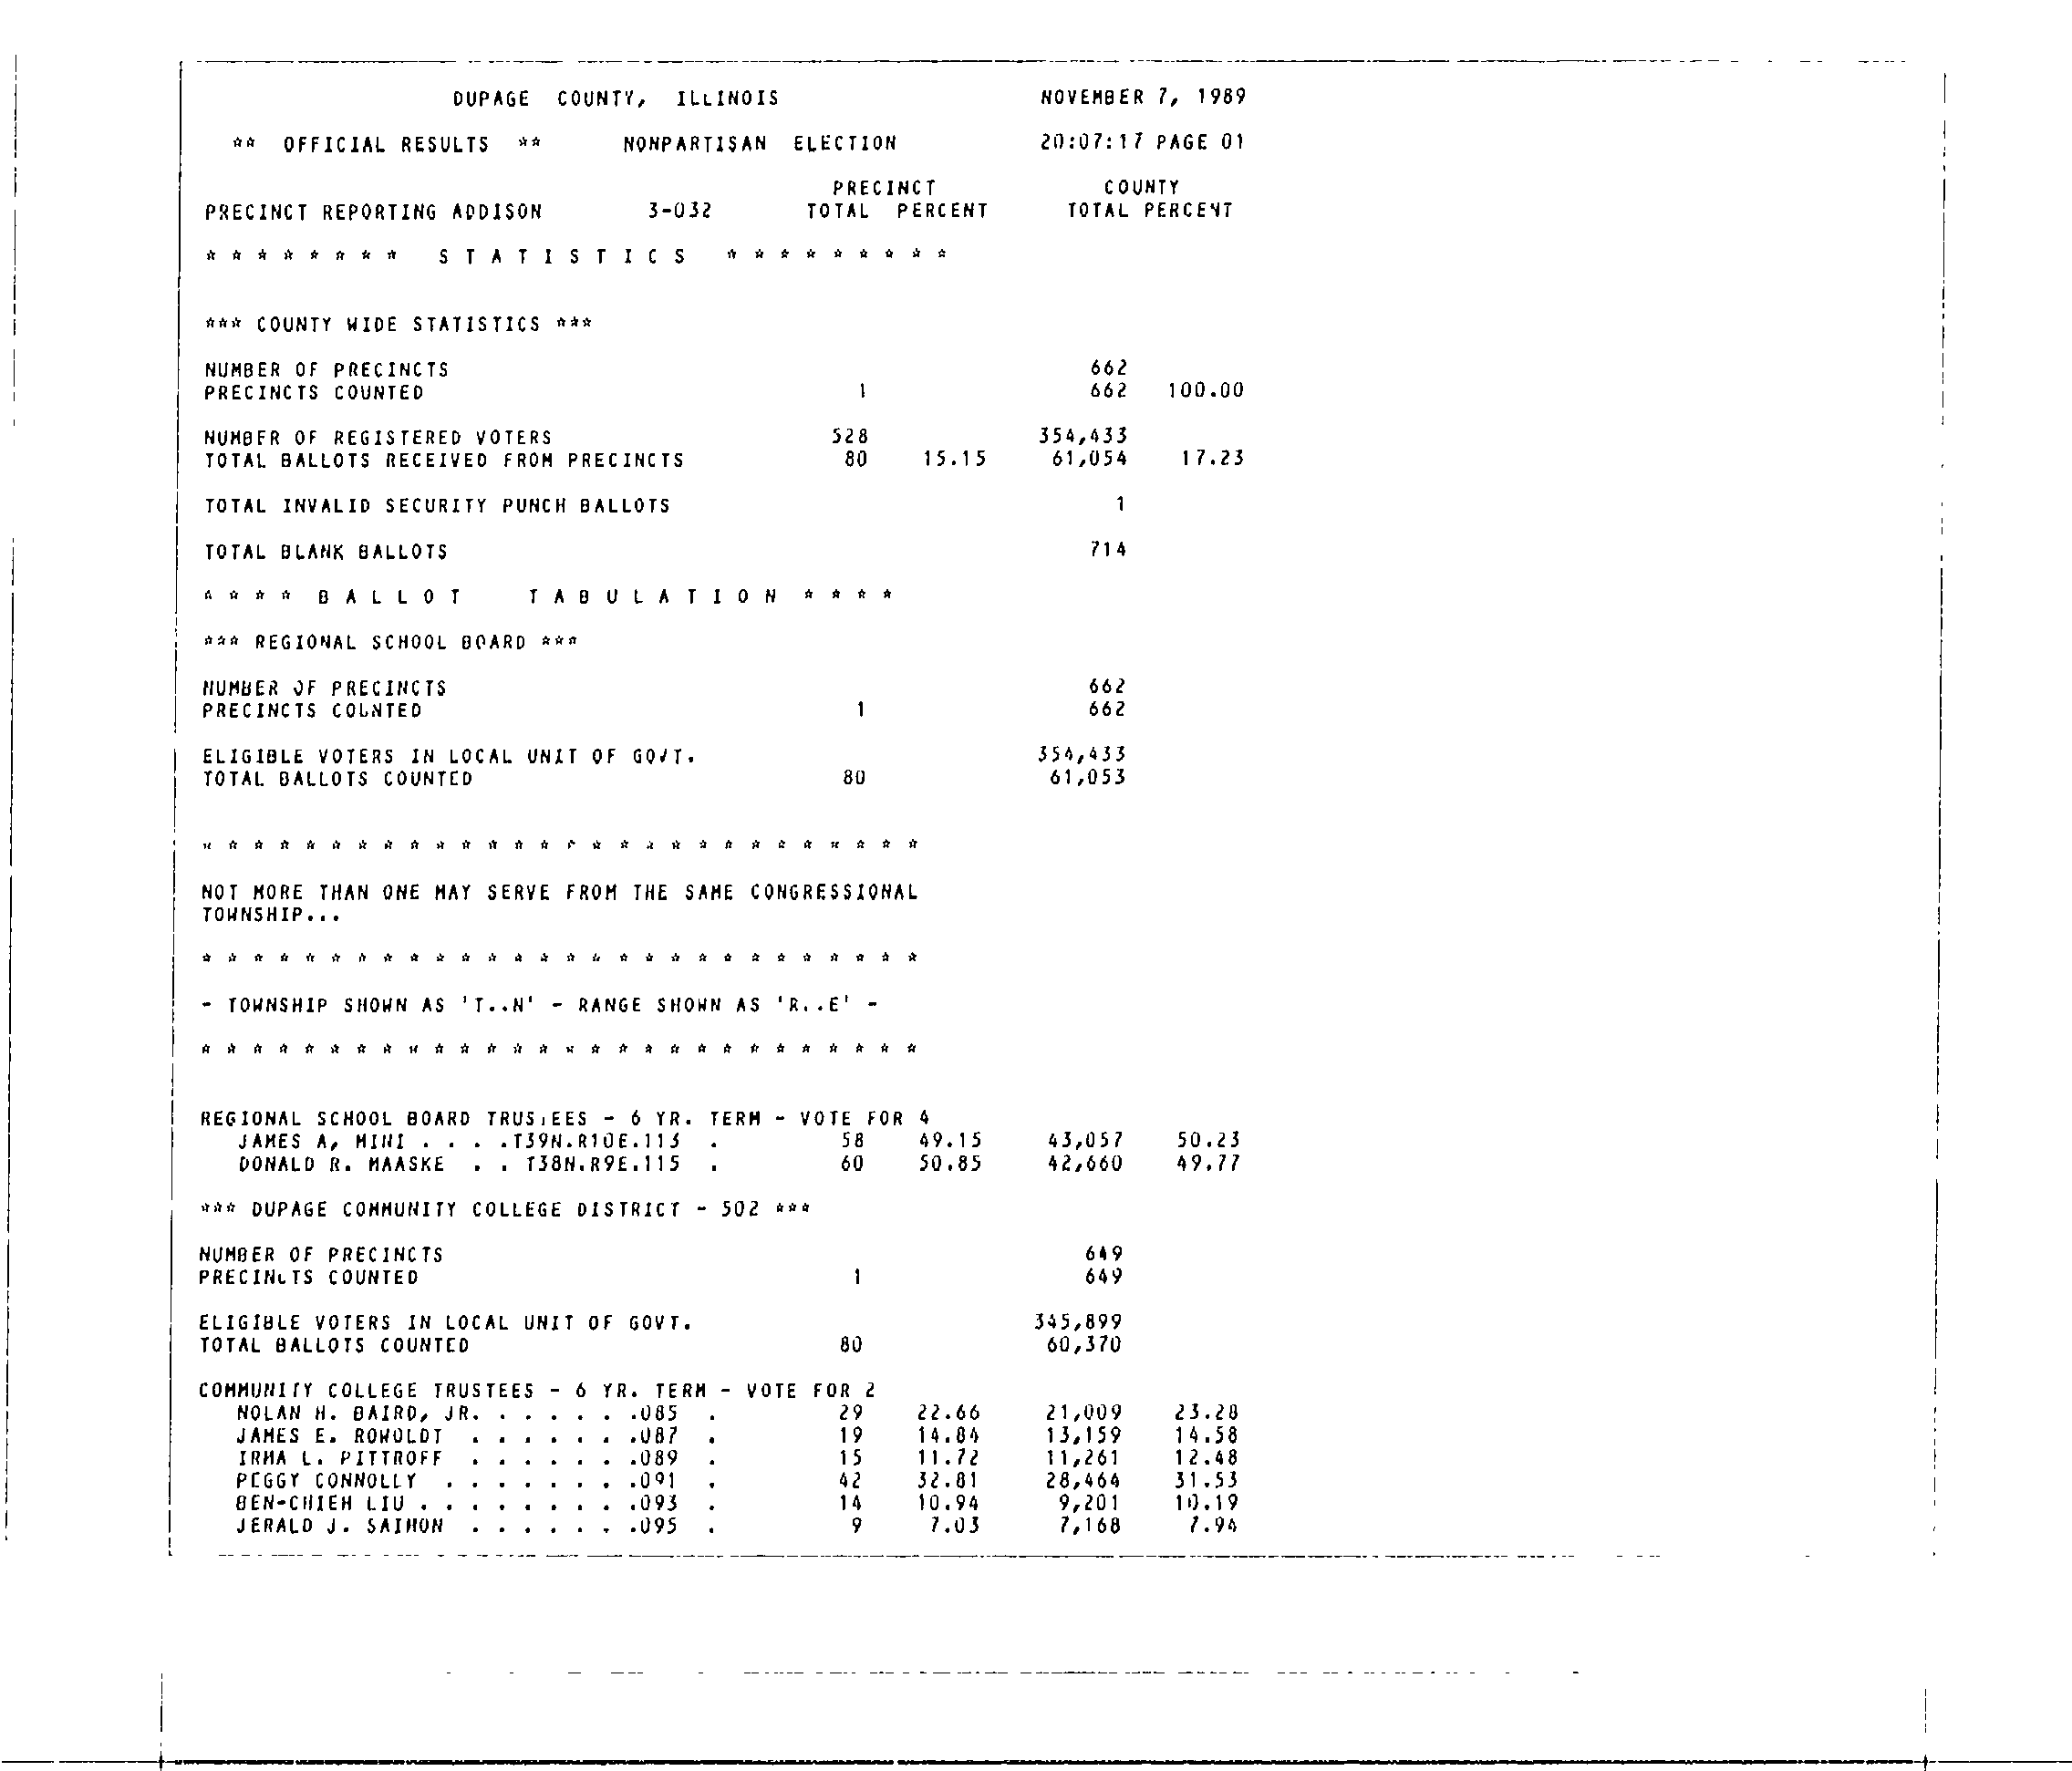 DUPAGE COUNTY, ILLINOIS NOVEMBER 7, 1989
** OFFICIAL RESULTS ** NONPARTISAN ELECTION 20:07:17 PAGE 01
PRECINCT COUNTY
PRECINCT REPORTING ADDISON 3-032 TOTAL PERCENT TOTAL PERCENT
* * * * * * * * S T A T I S T I C S * * * * * * * * *
*** COUNTY WIDE STATISTICS ***
NUMBER OF PRECINCTS 662
PRECINCTS COUNTED 1 662 100.00
NUMBER OF REGISTERED VOTERS 528 354,433
TOTAL BALLOTS RECEIVED FROM PRECINCTS 80 15.15 61,054 17.23
TOTAL INVALID SECURITY PUNCH BALLOTS 1
TOTAL BLANK BALLOTS 714
* * * * B A L L O T T A B U L A T I O N * * * *
*** REGIONAL SCHOOL BOARD ***
NUMBER OF PRECINCTS 662
PRECINCTS COUNTED 1 662
ELIGIBLE VOTERS IN LOCAL UNIT OF GOVT. 354,433
TOTAL BALLOTS COUNTED 80 61,053
* * * * * * * * * * * * * * * * * * * * * * * * * * * *
NOT MORE THAN ONE MAY SERVE FROM THE SAME CONGRESSIONAL
TOWNSHIP...
* * * * * * * * * * * * * * * * * * * * * * * * * * * *
- TOWNSHIP SHOWN AS 'T..N' - RANGE SHOWN AS 'R..E' -
* * * * * * * * * * * * * * * * * * * * * * * * * * * *
REGIONAL SCHOOL BOARD TRUSTEES - 6 YR. TERM - VOTE FOR 4
JAMES A, MINI . . . .T39N.R10E.113 . 58 49.15 43,057 50.23
DONALD R. MAASKE . . T38N.R9E.115 . 60 50.85 42,660 49.77
*** DUPAGE COMMUNITY COLLEGE DISTRICT - 502 ***
NUMBER OF PRECINCTS 649
PRECINCTS COUNTED 1 649
ELIGIBLE VOTERS IN LOCAL UNIT OF GOVT. 345,899
TOTAL BALLOTS COUNTED 80 60,370
COMMUNITY COLLEGE TRUSTEES - 6 YR. TERM - VOTE FOR 2
NOLAN H. BAIRD, JR. . . . . . .085 . 29 22.66 21,009 23.28
JAMES E. ROWOLDT . . . . . . .087 . 19 14.84 13,159 14.58
IRMA L. PITTROFF . . . . . . .089 . 15 11.72 11,261 12.48
PEGGY CONNOLLY . . . . . . . .091 . 42 32.81 28,464 31.53
BEN-CHIEH LIU . . . . . . . . .093 . 14 10.94 9,201 10.19
JERALD J. SAIMON . . . . . . .095 . 9 7.03 7,168 7.94